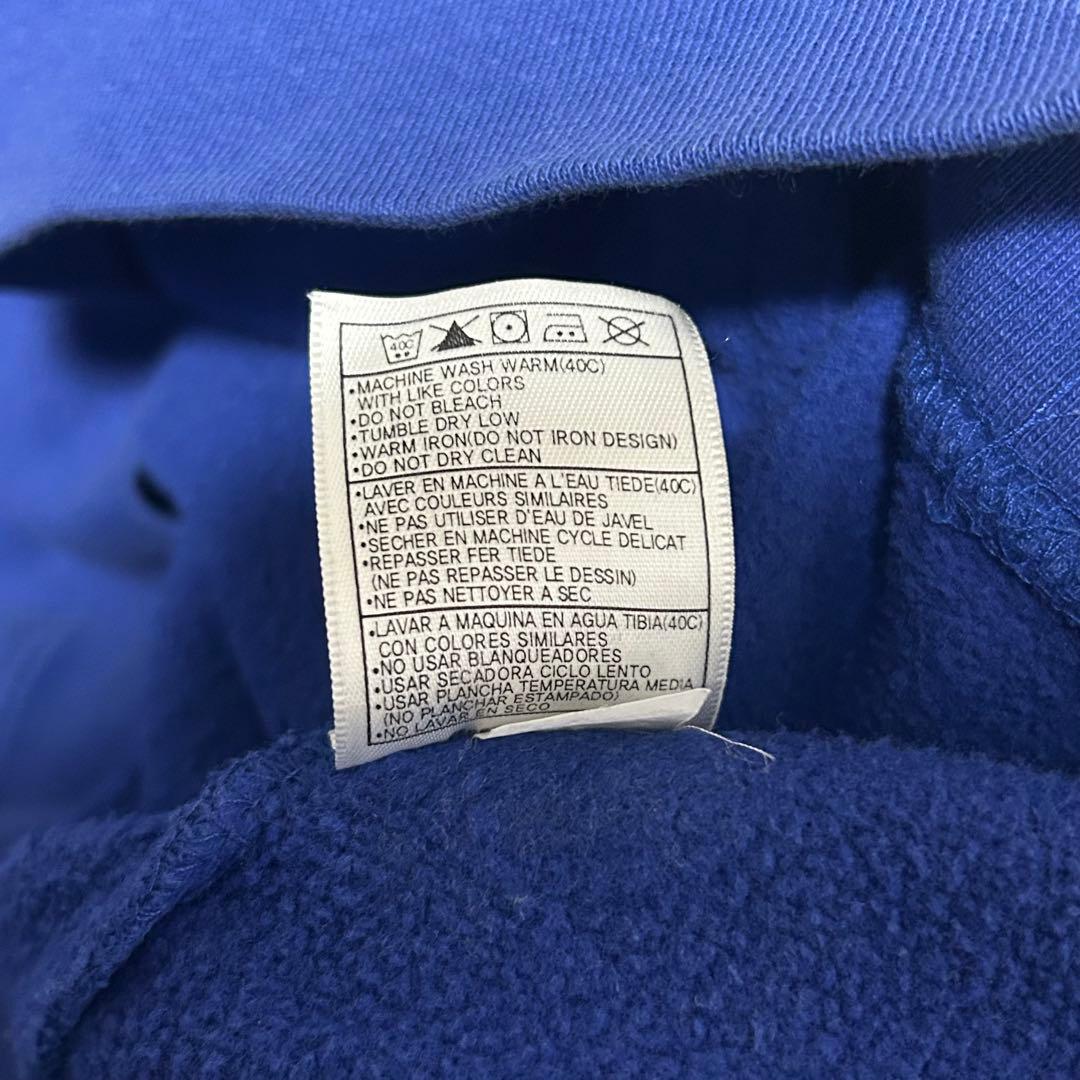 40C
•MACHINE WASH WARM(40C)
WITH LIKE COLORS
•DO NOT BLEACH
•TUMBLE DRY LOW
•WARM IRON(DO NOT IRON DESIGN)
•DO NOT DRY CLEAN
•LAVER EN MACHINE A L'EAU TIEDE(40C)
AVEC COULEURS SIMILAIRES
•NE PAS UTILISER D'EAU DE JAVEL
•SECHER EN MACHINE CYCLE DELICAT
•REPASSER FER TIEDE
(NE PAS REPASSER LE DESSIN)
•NE PAS NETTOYER A SEC
•LAVAR A MAQUINA EN AGUA TIBIA(40C)
CON COLORES SIMILARES
•NO USAR BLANQUEADORES
•USAR SECADORA CICLO LENTO
•USAR PLANCHA TEMPERATURA MEDIA
(NO PLANCHAR ESTAMPADO)
•NO LAVAR EN SECO